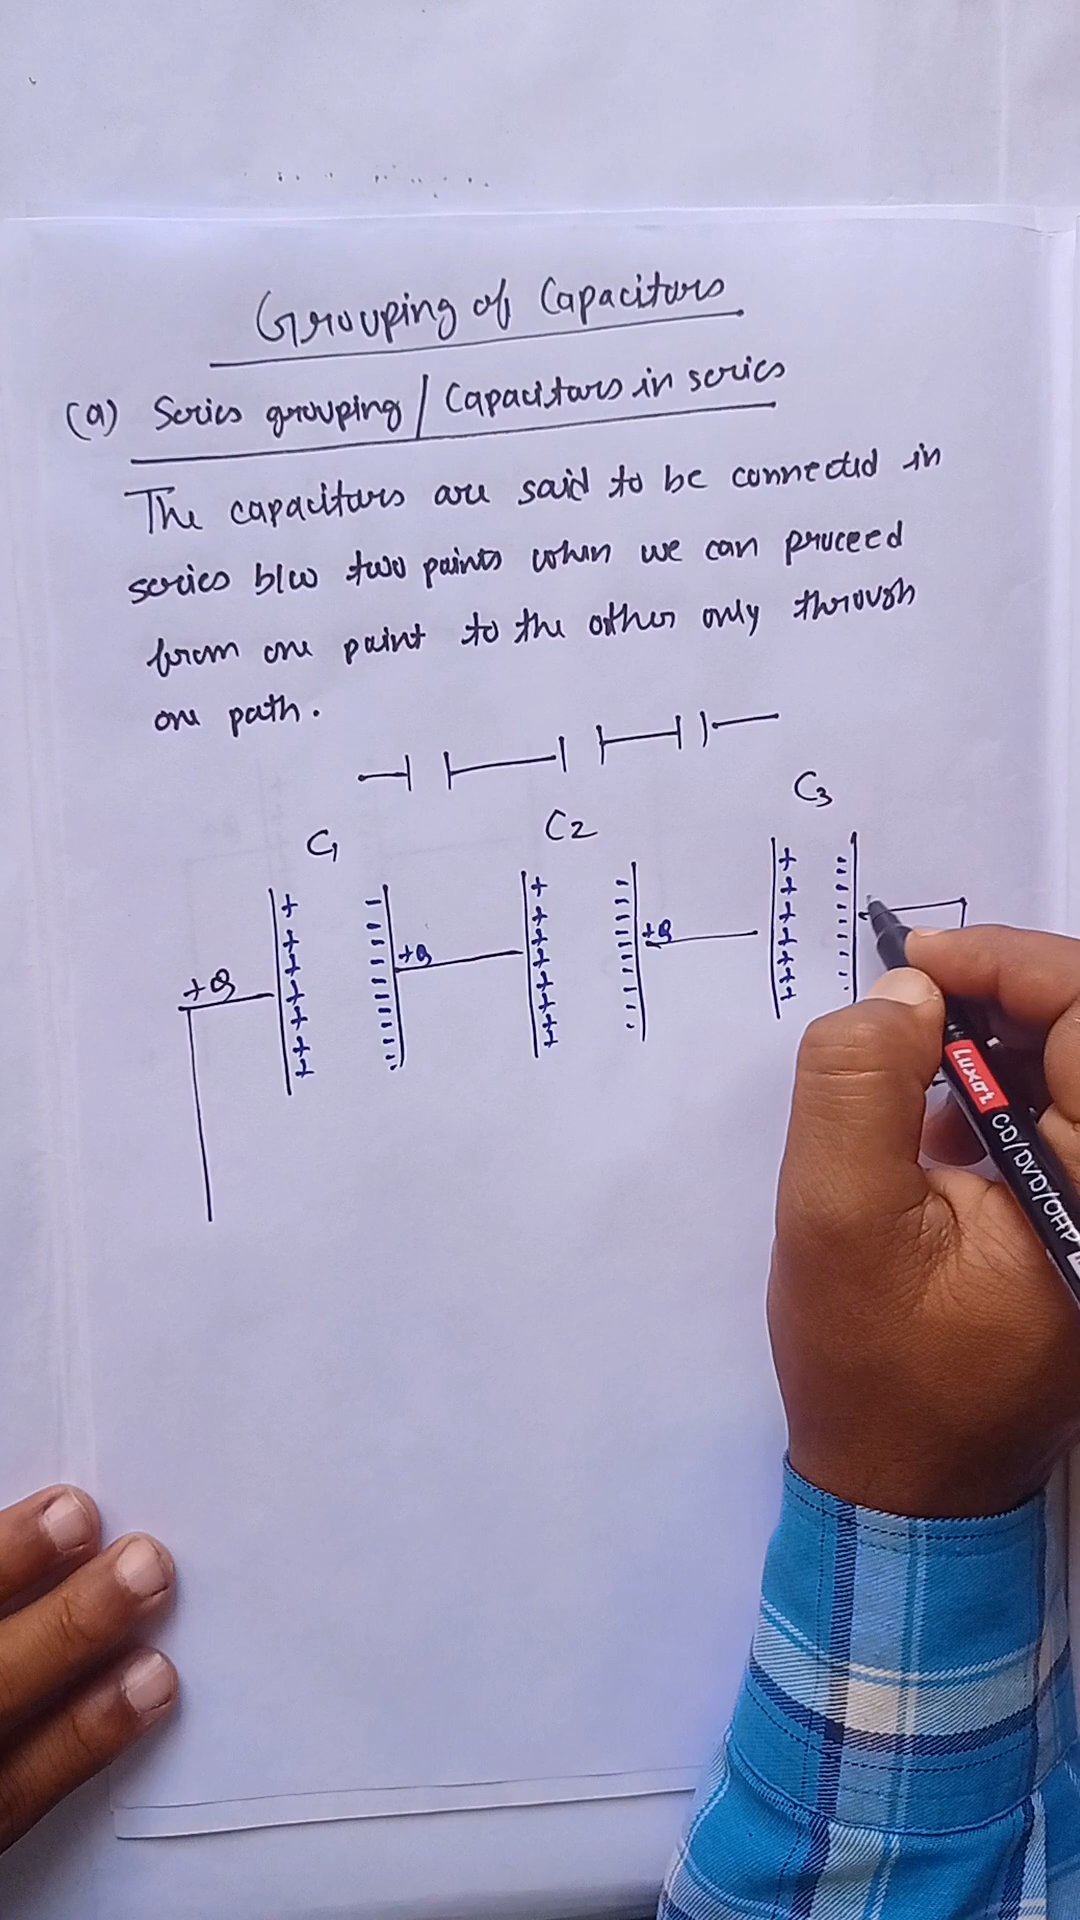 Grouping of Capacitors
(a) Series grouping / Capacitors in series
The capacitors are said to be connected in
series b/w two points when we can proceed
from one point to the other only through
one path.
C1 C2 C3
+ + + + + + + - - - - - - - - - - + + + + + + + + - - - - - - - - - + + + + + + + - - - - - - - -
+Q +Q +Q
Luxor CD/DVD/OHP